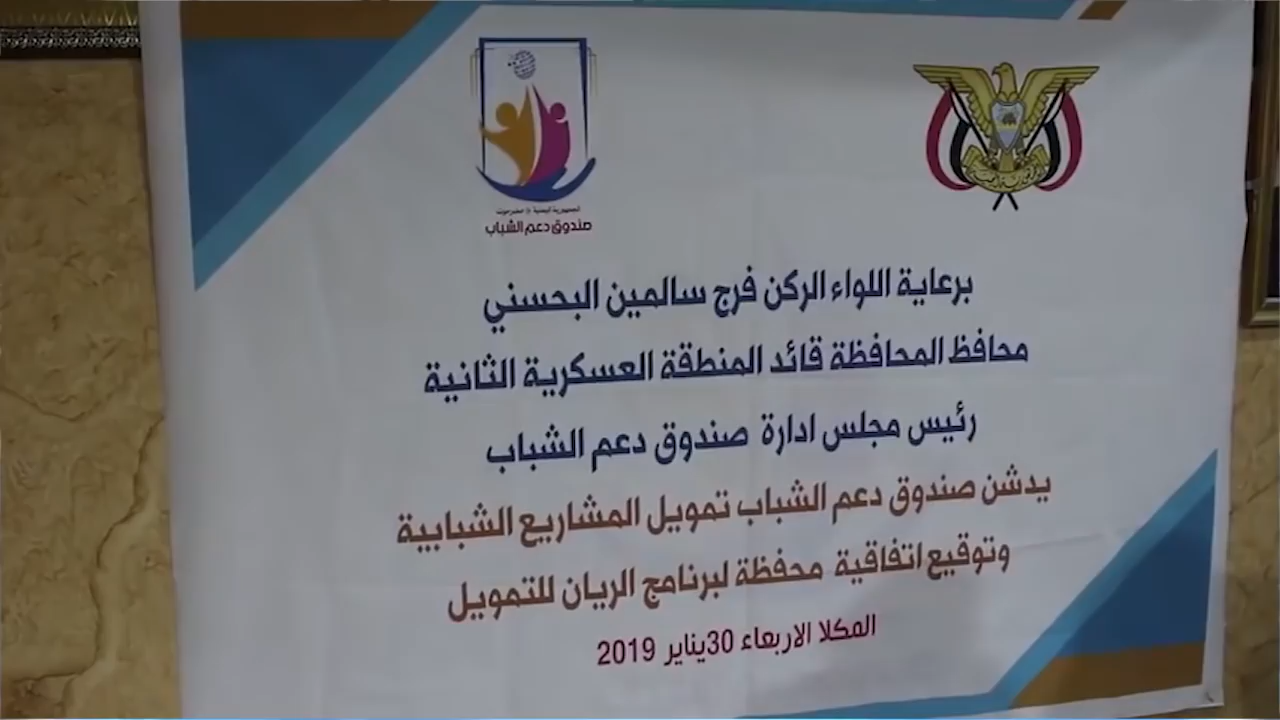 الجمهورية اليمنية
صندوق دعم الشباب
برعاية اللواء الركن فرج سالمين البحسني
محافظ المحافظة قائد المنطقة العسكرية الثانية
رئيس مجلس ادارة صندوق دعم الشباب
يدشن صندوق دعم الشباب تمويل المشاريع الشبابية
وتوقيع اتفاقية محفظة لبرنامج الريان للتمويل
المكلا الاربعاء 30يناير 2019